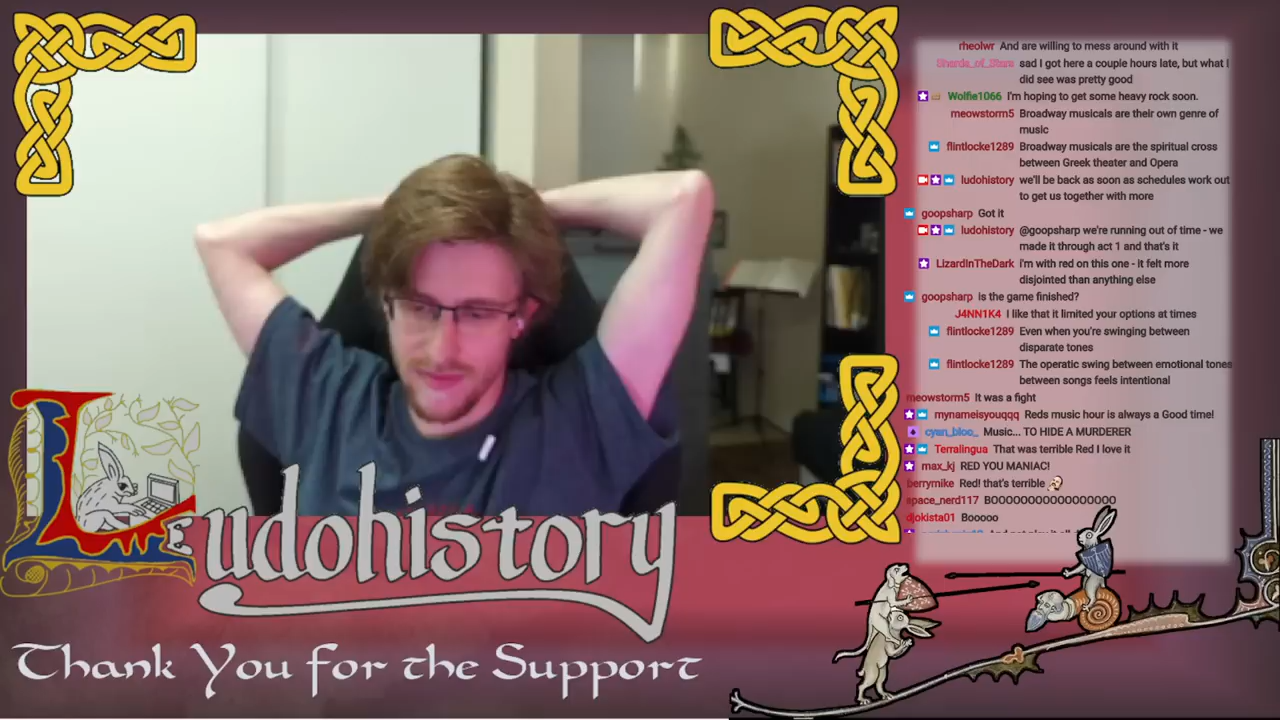 rheolwr And are willing to mess around with it
Shards_of_Stars sad I got here a couple hours late, but what I
did see was pretty good
Wolfie1066 I'm hoping to get some heavy rock soon.
meowstorm5 Broadway musicals are their own genre of
music
flintlocke1289 Broadway musicals are the spiritual cross
between Greek theater and Opera
ludohistory we'll be back as soon as schedules work out
to get us together with more
goopsharp Got it
ludohistory @goopsharp we're running out of time - we
made it through act 1 and that's it
LizardInTheDark i'm with red on this one - it felt more
disjointed than anything else
goopsharp Is the game finished?
J4NN1K4 I like that it limited your options at times
flintlocke1289 Even when you're swinging between
disparate tones
flintlocke1289 The operatic swing between emotional tones
between songs feels intentional
meowstorm5 It was a fight
mynameisyouqqq Reds music hour is always a Good time!
cyan_bloo_ Music... TO HIDE A MURDERER
Terralingua That was terrible Red I love it
max_kj RED YOU MANIAC!
berrymike Red! that's terrible
space_nerd117 BOOOOOOOOOOOOOOOOO
djokista01 Booooo
Ludohistory
Thank You for the Support